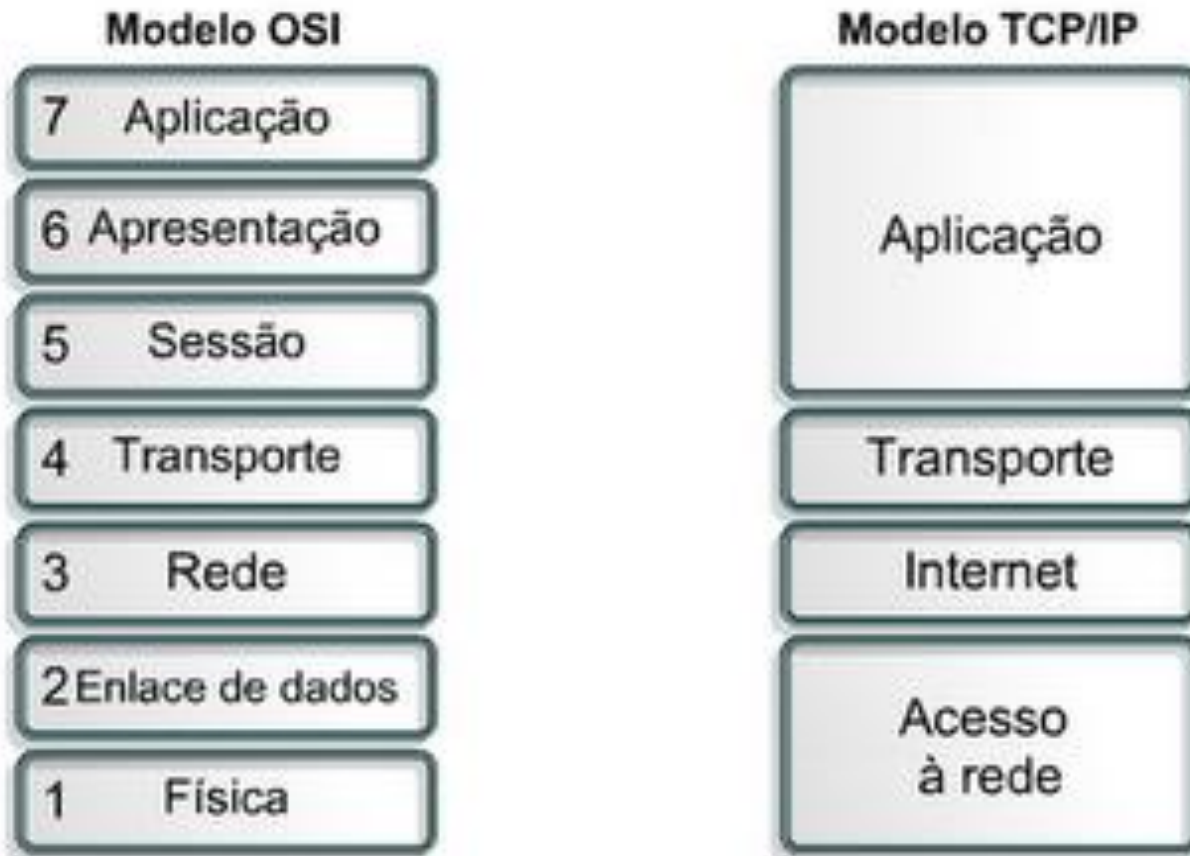 Modelo OSI
7 Aplicação
6 Apresentação
5 Sessão
4 Transporte
3 Rede
2 Enlace de dados
1 Física
Modelo TCP/IP
Aplicação
Transporte
Internet
Acesso
à rede